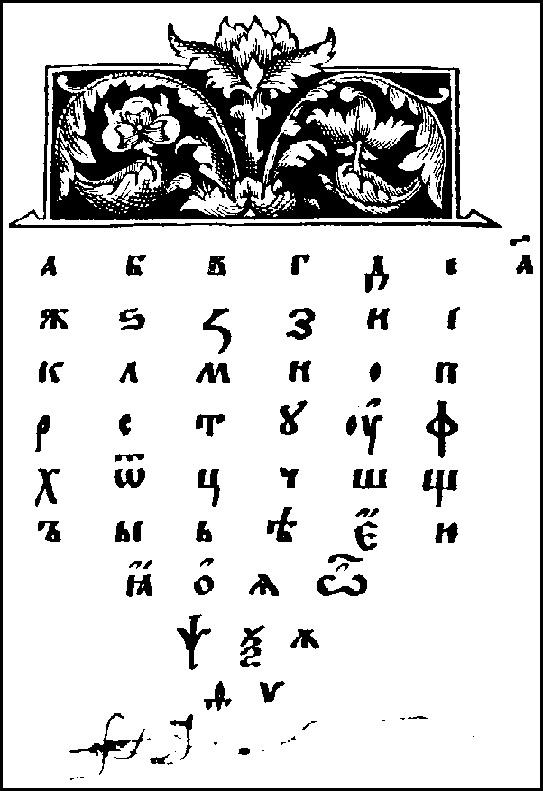 а б в г д е а҃
ж ѕ ꙁ з и і
к л м н о п
р с т ꙋ оу ф
х ѿ ц ч ш щ
ъ ы ь ѣ є и
ꙗ о ѧ ѽ
ѱ ѯ ѫ
ѵ